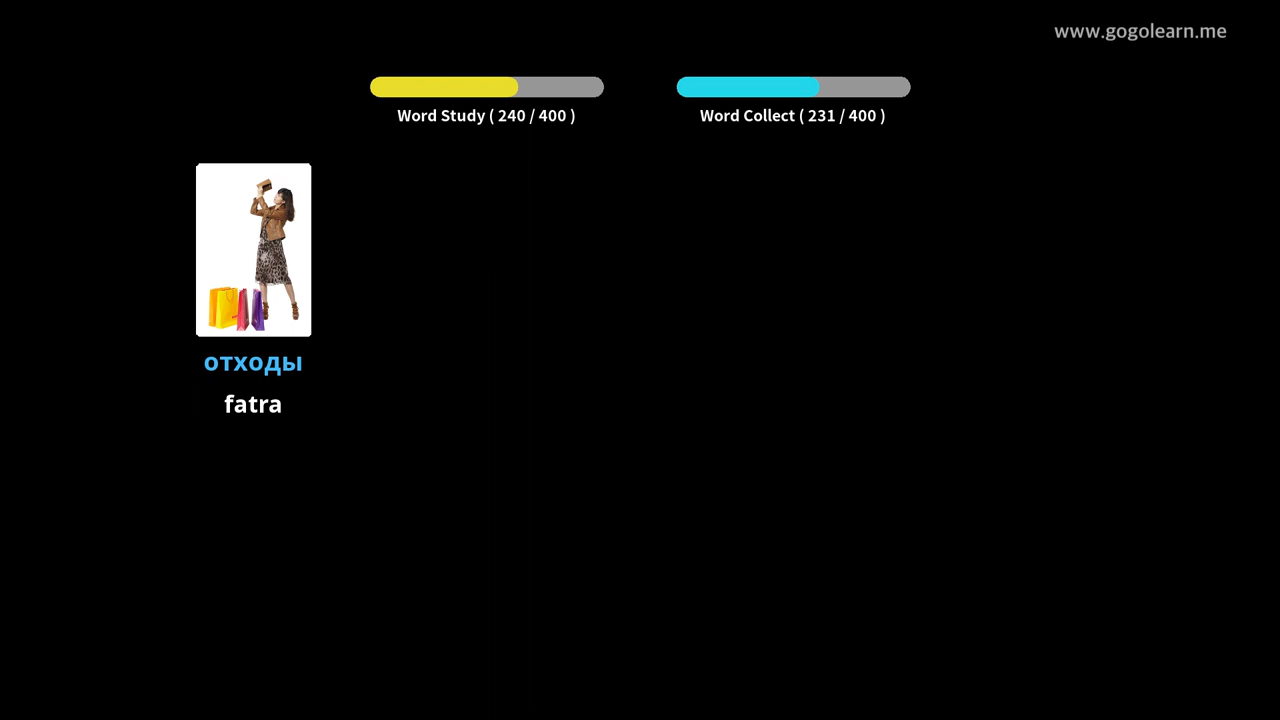 www.gogolearn.me
Word Study ( 240 / 400 )
Word Collect ( 231 / 400 )
отходы
fatra